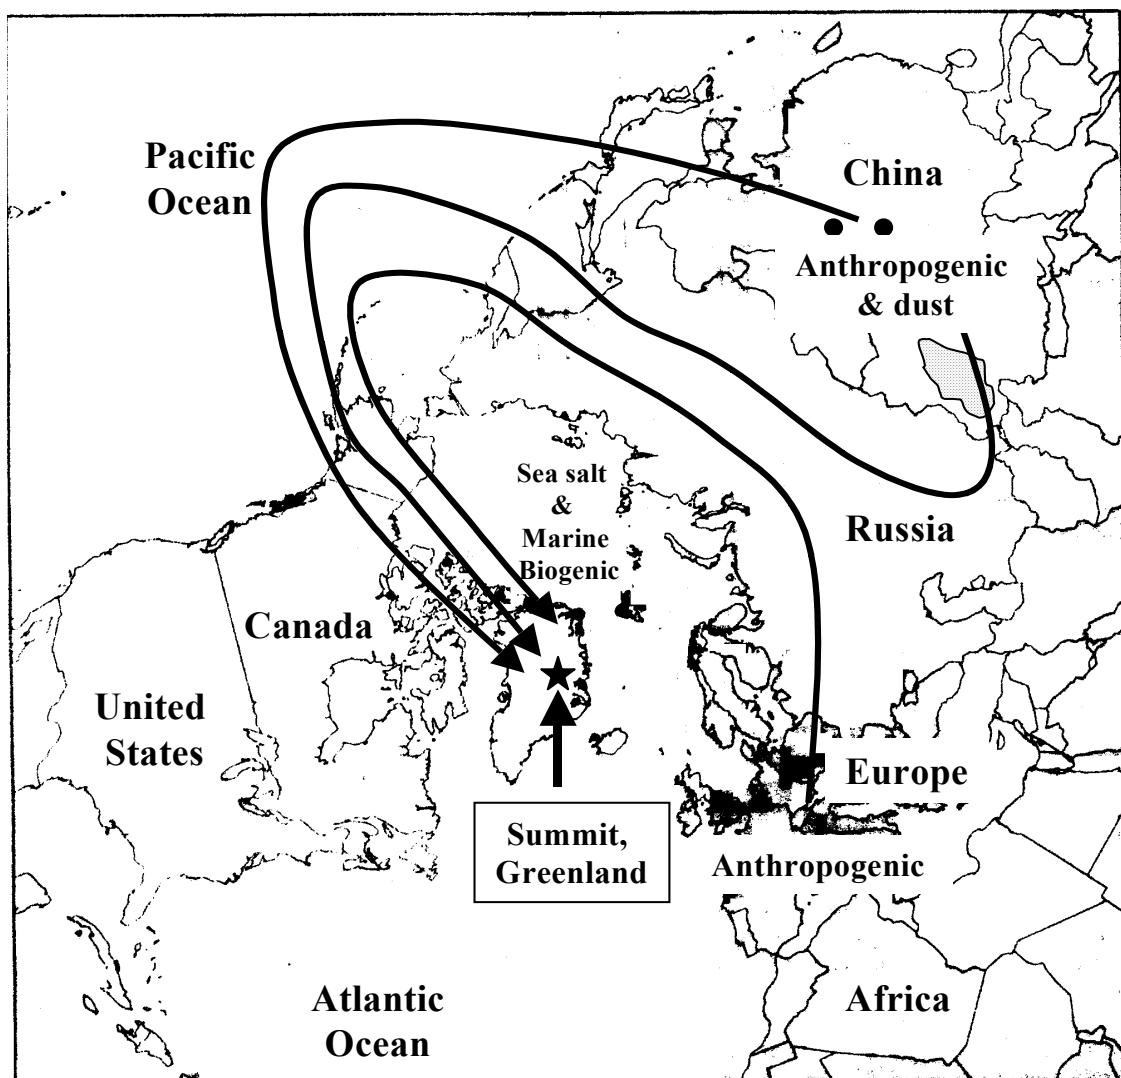 Pacific
Ocean
China
Anthropogenic
& dust
Sea salt
&
Marine
Biogenic
Russia
Canada
United
States
Europe
Summit,
Greenland
Anthropogenic
Atlantic
Ocean
Africa